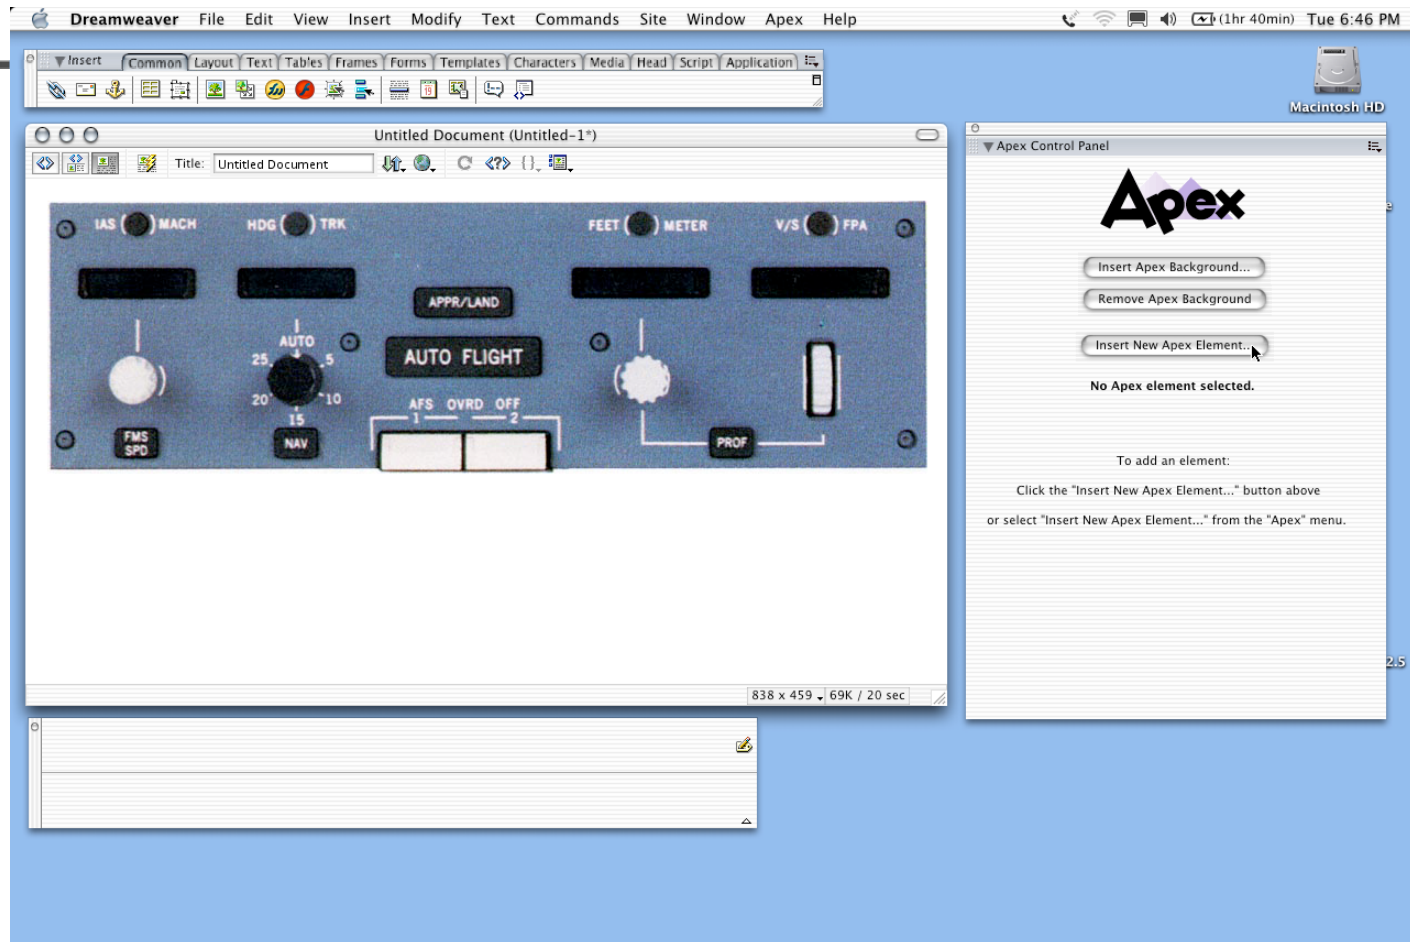 Dreamweaver File Edit View Insert Modify Text Commands Site Window Apex Help (1hr 40min) Tue 6:46 PM
Insert Common Layout Text Tables Frames Forms Templates Characters Media Head Script Application
19
Macintosh HD
Untitled Document (Untitled-1*)
Title: Untitled Document
IAS ( ) MACH HDG ( ) TRK FEET ( ) METER V/S ( ) FPA
APPR/LAND
AUTO
25 5
AUTO FLIGHT
20 10
15
AFS OVRD OFF
1 2
FMS
SPD
NAV
PROF
838 x 459 69K / 20 sec
Apex Control Panel
Apex
Insert Apex Background...
Remove Apex Background
Insert New Apex Element...
No Apex element selected.
To add an element:
Click the "Insert New Apex Element..." button above
or select "Insert New Apex Element..." from the "Apex" menu.
e
2.5